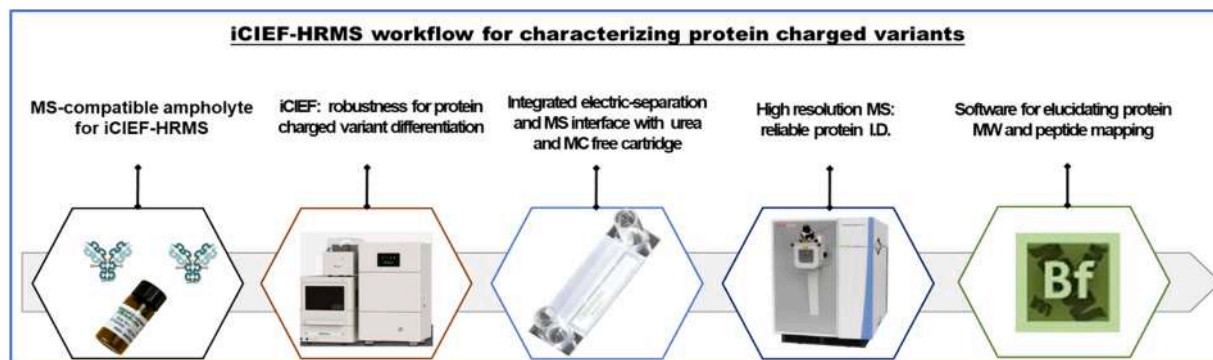 iCIEF-HRMS workflow for characterizing protein charged variants
MS-compatible ampholyte
for iCIEF-HRMS
iCIEF: robustness for protein
charged variant differentiation
Integrated electric-separation
and MS interface with urea
and MC free cartridge
High resolution MS:
reliable protein I.D.
Software for elucidating protein
MW and peptide mapping
Bf